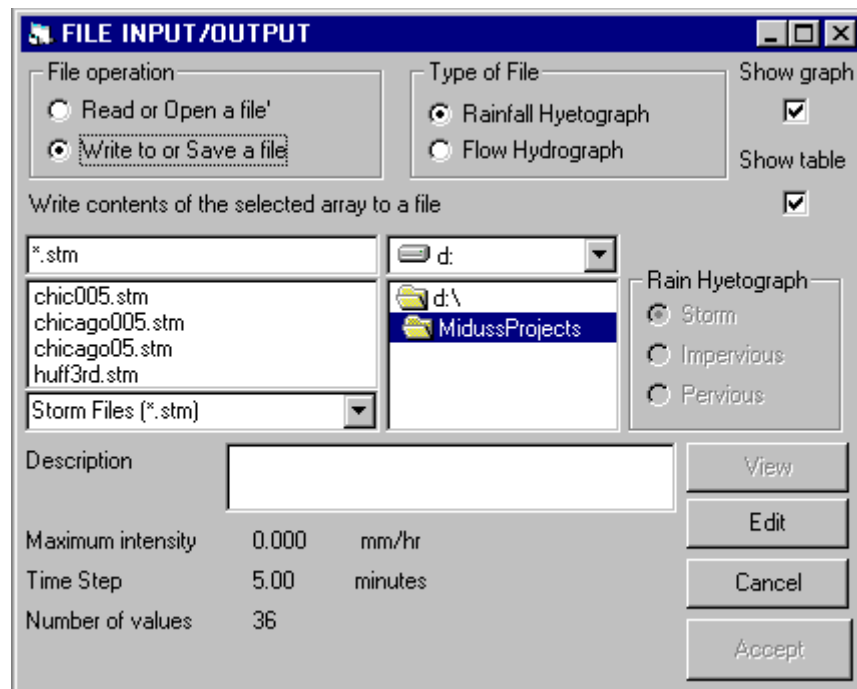 FILE INPUT/OUTPUT
File operation
Read or Open a file'
Write to or Save a file
Type of File
Rainfall Hyetograph
Flow Hydrograph
Show graph
Show table
Write contents of the selected array to a file
*.stm
chic005.stm
chicago005.stm
chicago05.stm
huff3rd.stm
Storm Files (*.stm)
d:
d:\
MidussProjects
Rain Hyetograph
Storm
Impervious
Pervious
Description
Maximum intensity 0.000 mm/hr
Time Step 5.00 minutes
Number of values 36
View
Edit
Cancel
Accept